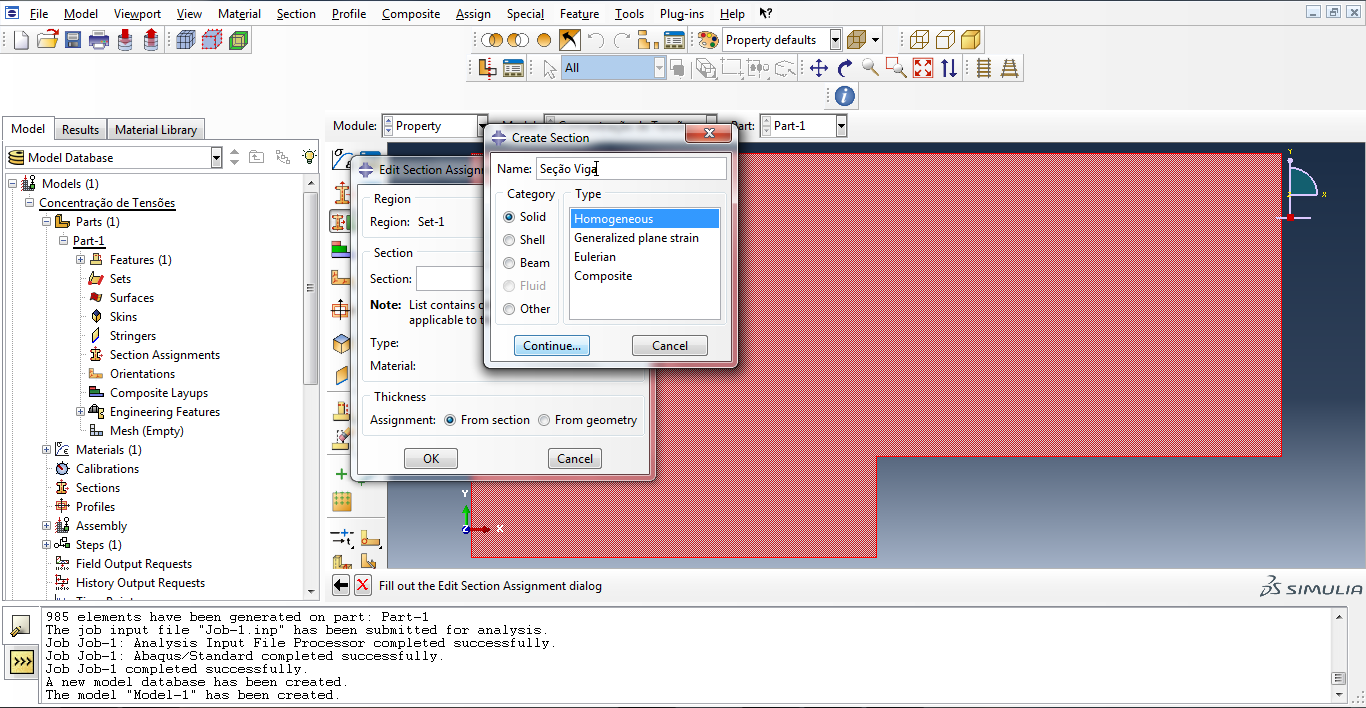 File Model Viewport View Material Section Profile Composite Assign Special Feature Tools Plug-ins Help
Property defaults
All
Model Results Material Library
Module: Property Part: Part-1
Model Database
Models (1)
Concentração de Tensões
Parts (1)
Part-1
Features (1)
Sets
Surfaces
Skins
Stringers
Section Assignments
Orientations
Composite Layups
Engineering Features
Mesh (Empty)
Materials (1)
Calibrations
Sections
Profiles
Assembly
Steps (1)
Field Output Requests
History Output Requests
Edit Section Assignm
Region
Region: Set-1
Section
Section:
Note: List contains
applicable to
Type:
Material:
Thickness
Assignment: From section From geometry
OK Cancel
Create Section
Name: Seção Viga
Category Type
Solid
Shell
Beam
Fluid
Other
Homogeneous
Generalized plane strain
Eulerian
Composite
Continue... Cancel
Y
X
Y
X
Z
Fill out the Edit Section Assignment dialog
SIMULIA
985 elements have been generated on part: Part-1
The job input file "Job-1.inp" has been submitted for analysis.
Job Job-1: Analysis Input File Processor completed successfully.
Job Job-1: Abaqus/Standard completed successfully.
Job Job-1 completed successfully.
A new model database has been created.
The model "Model-1" has been created.